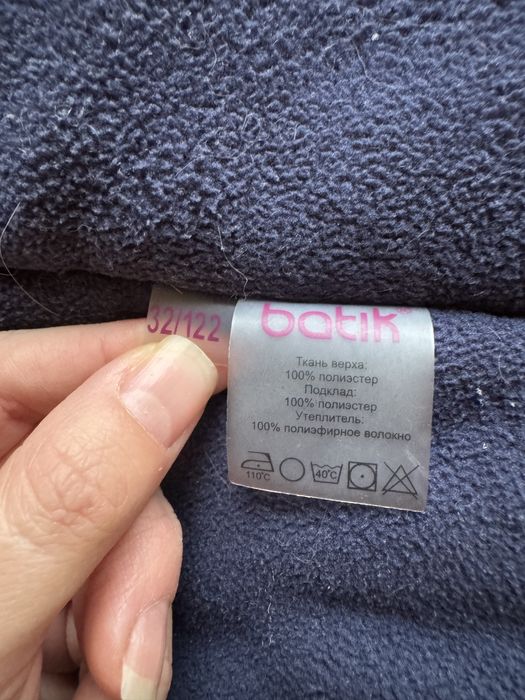 32/122
batik®
Ткань верха:
100% полиэстер
Подклад:
100% полиэстер
Утеплитель:
100% полиэфирное волокно
110°C
40°C